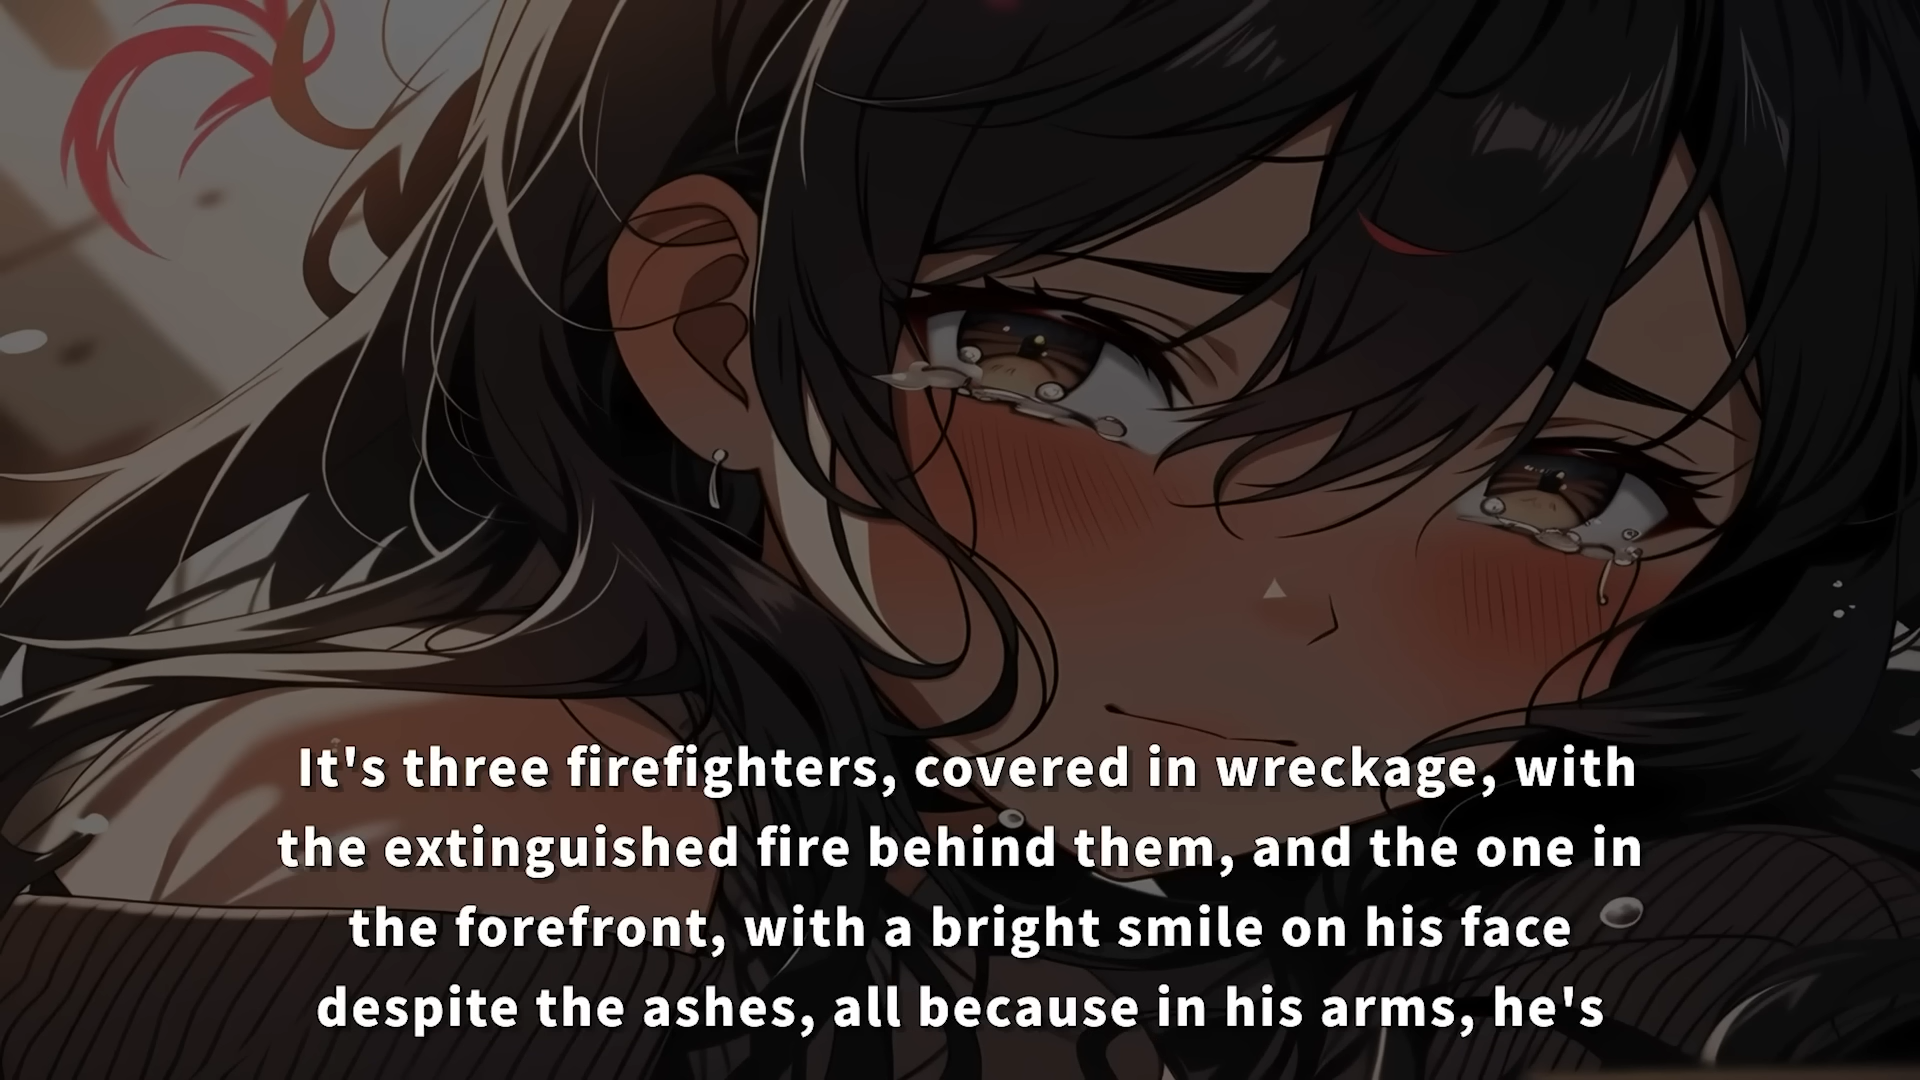 It's three firefighters, covered in wreckage, with
the extinguished fire behind them, and the one in
the forefront, with a bright smile on his face
despite the ashes, all because in his arms, he's